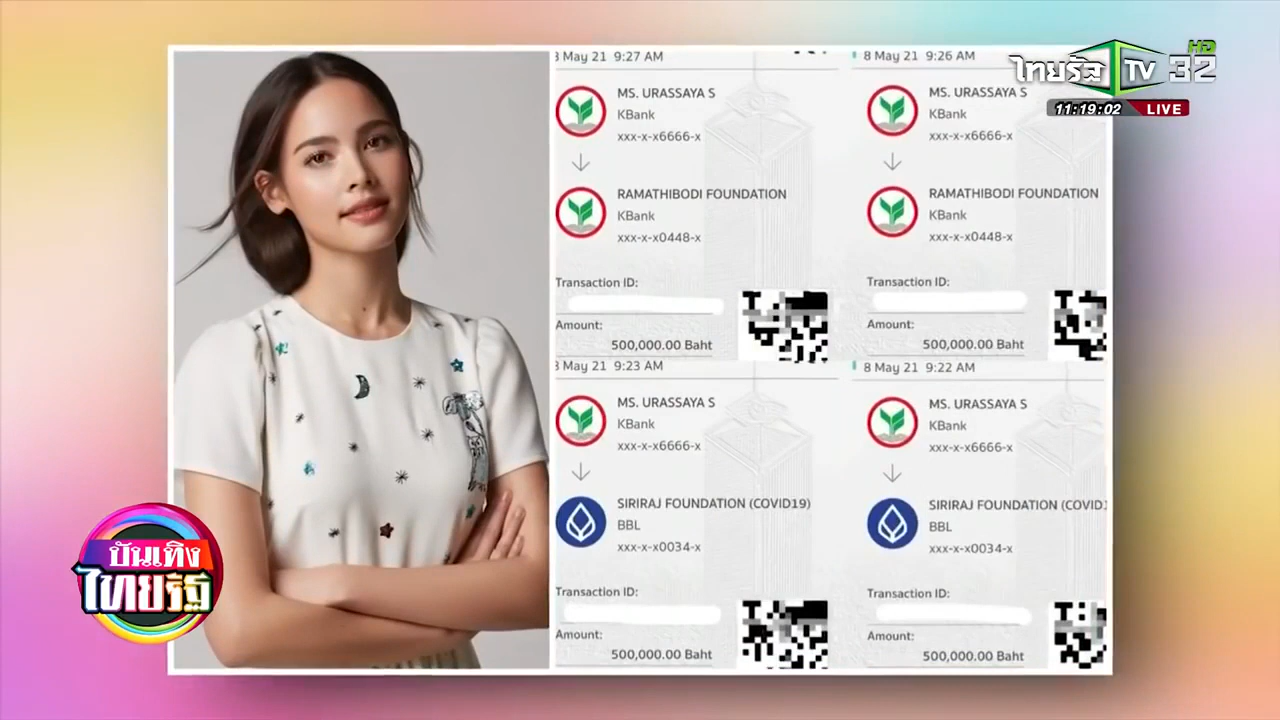 ไทยรัฐ TV 32 HD
11:19:02 LIVE
8 May 21 9:27 AM
MS. URASSAYA S
KBank
xxx-x-x6666-x
RAMATHIBODI FOUNDATION
KBank
xxx-x-x0448-x
Transaction ID:
Amount:
500,000.00 Baht
8 May 21 9:26 AM
MS. URASSAYA S
KBank
xxx-x-x6666-x
RAMATHIBODI FOUNDATION
KBank
xxx-x-x0448-x
Transaction ID:
Amount:
500,000.00 Baht
8 May 21 9:23 AM
MS. URASSAYA S
KBank
xxx-x-x6666-x
SIRIRAJ FOUNDATION (COVID19)
BBL
xxx-x-x0034-x
Transaction ID:
Amount:
500,000.00 Baht
8 May 21 9:22 AM
MS. URASSAYA S
KBank
xxx-x-x6666-x
SIRIRAJ FOUNDATION (COVID1
BBL
xxx-x-x0034-x
Transaction ID:
Amount:
500,000.00 Baht
บันเทิง
ไทยรัฐ